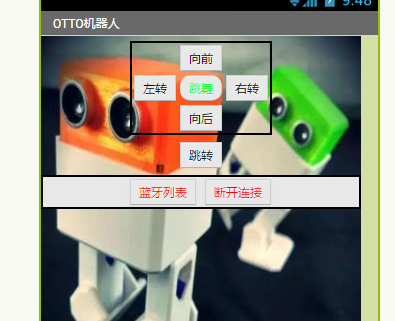 9:48
OTTO机器人
向前
左转 跳舞 右转
向后
跳转
蓝牙列表 断开连接